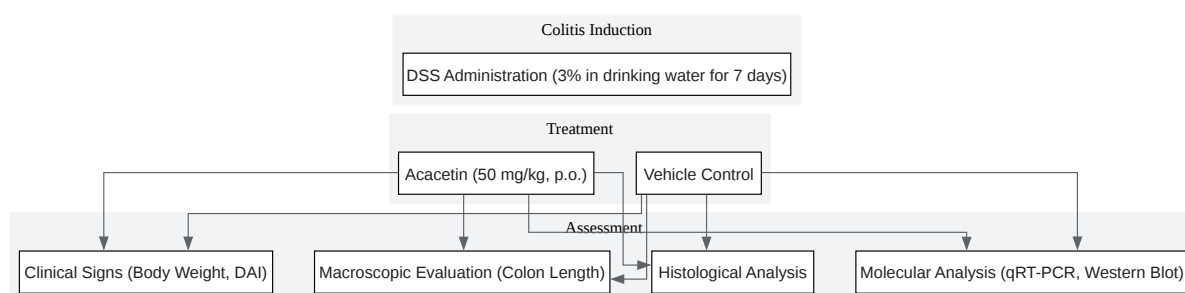 Colitis Induction
DSS Administration (3% in drinking water for 7 days)
Treatment
Acacetin (50 mg/kg, p.o.)
Vehicle Control
Assessment
Clinical Signs (Body Weight, DAI)
Macroscopic Evaluation (Colon Length)
Histological Analysis
Molecular Analysis (qRT-PCR, Western Blot)